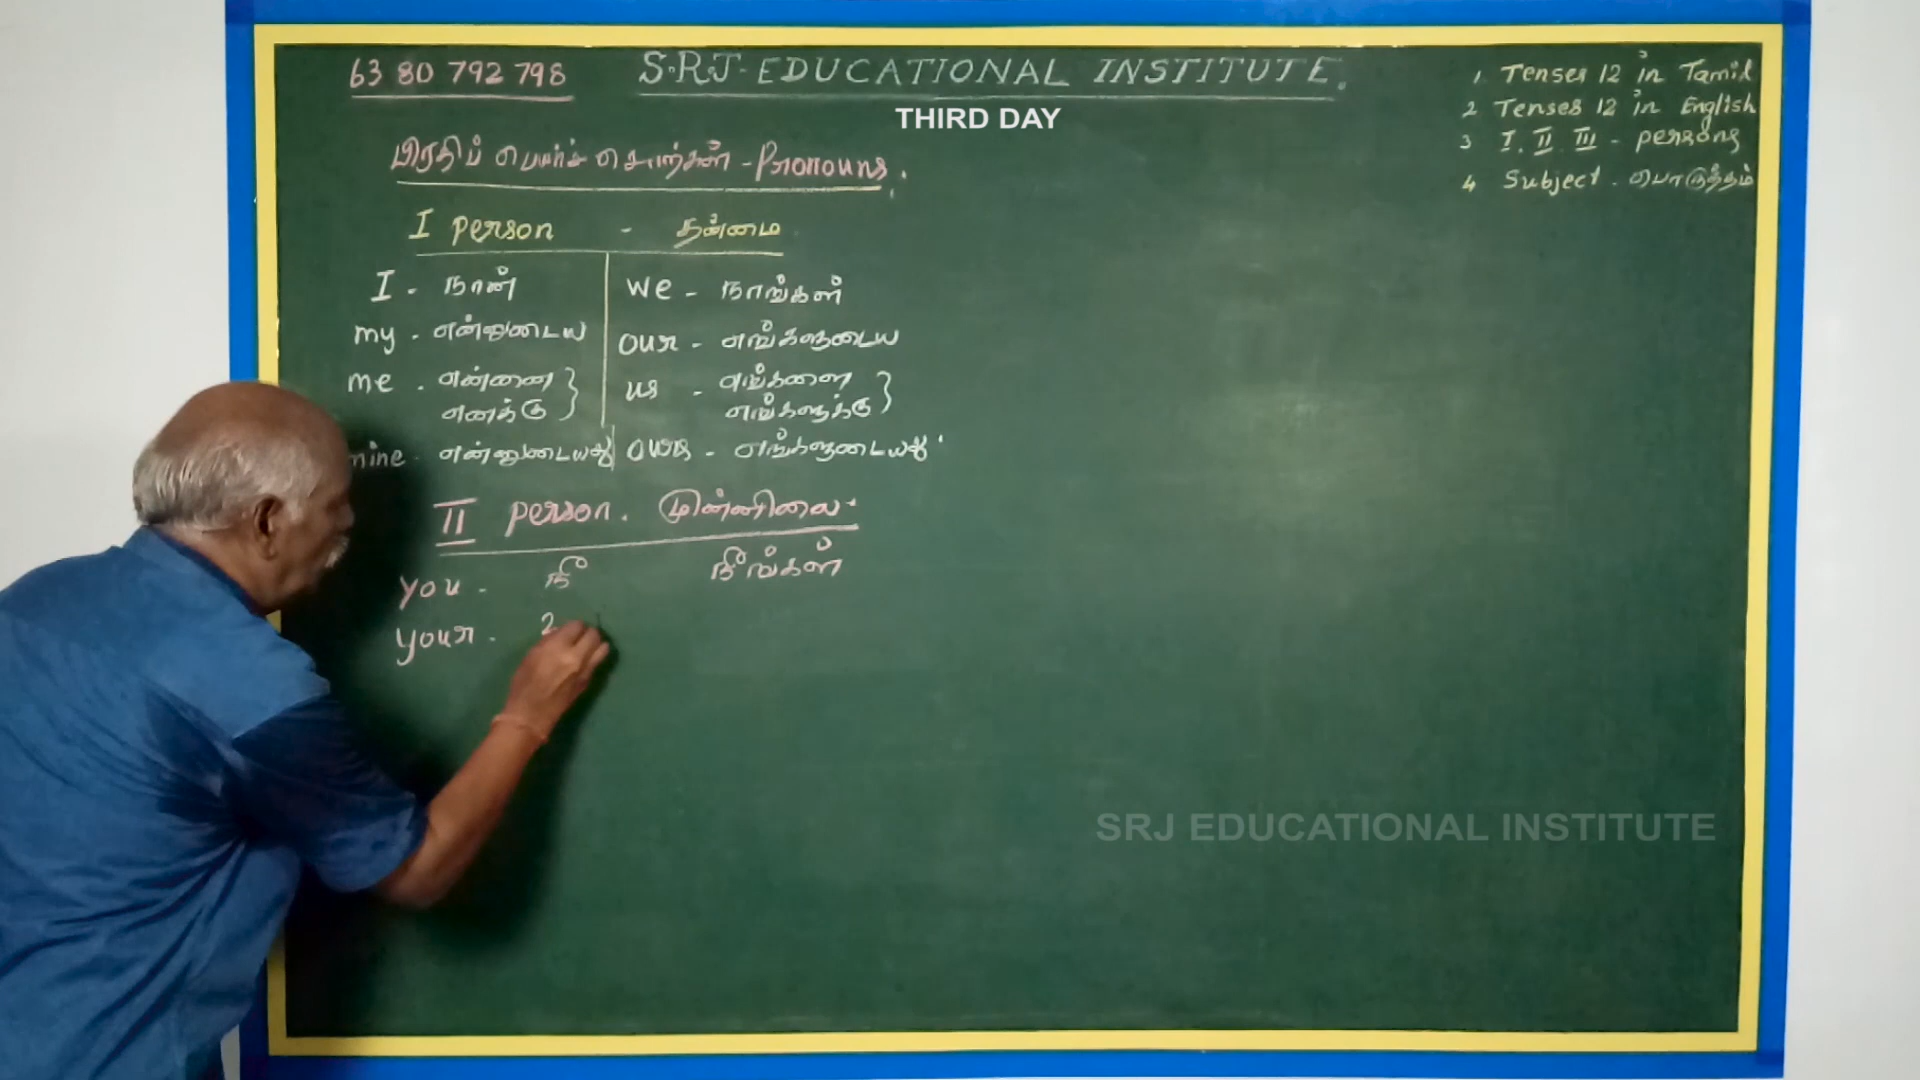 63 80 792 798
S.R.J. EDUCATIONAL INSTITUTE.
THIRD DAY
1 Tenses 12 in Tamil
2 Tenses 12 in English
3 I, II III - persons
4 Subject . பொருத்தம்
பிரதிப் பெயர்ச் சொற்கள் - Pronouns.
I person - தன்மை
I - நான்
we - நாங்கள்
my - என்னுடைய
our - எங்களுடைய
me - என்னை
எனக்கு }
us - எங்களை
எங்களுக்கு }
mine - என்னுடையது
ours - எங்களுடையது
II person. முன்னிலை
you - நீ நீங்கள்
your - உ
SRJ EDUCATIONAL INSTITUTE